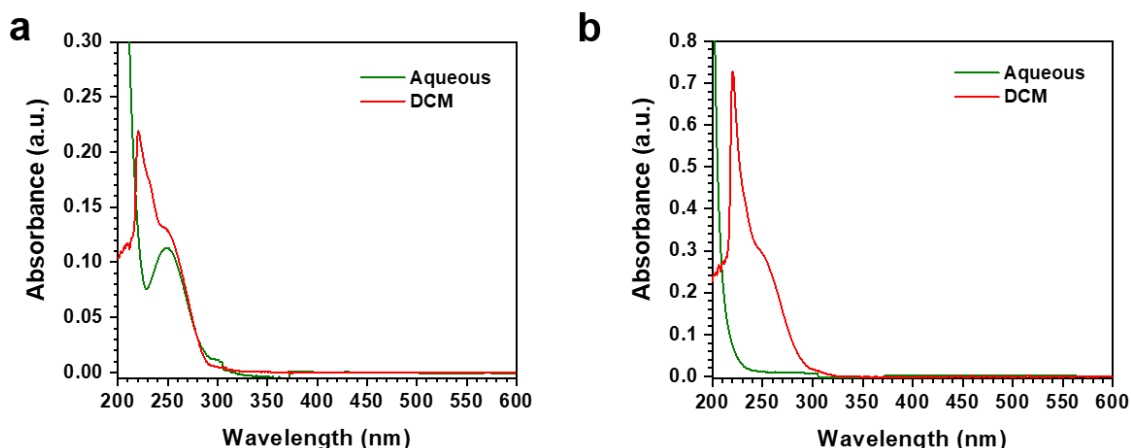 a
0.30
0.25
0.20
0.15
0.10
0.05
0.00
Absorbance (a.u.)
Aqueous
DCM
200 250 300 350 400 450 500 550 600
Wavelength (nm)
b
0.8
0.7
0.6
0.5
0.4
0.3
0.2
0.1
0.0
Absorbance (a.u.)
Aqueous
DCM
200 250 300 350 400 450 500 550 600
Wavelength (nm)